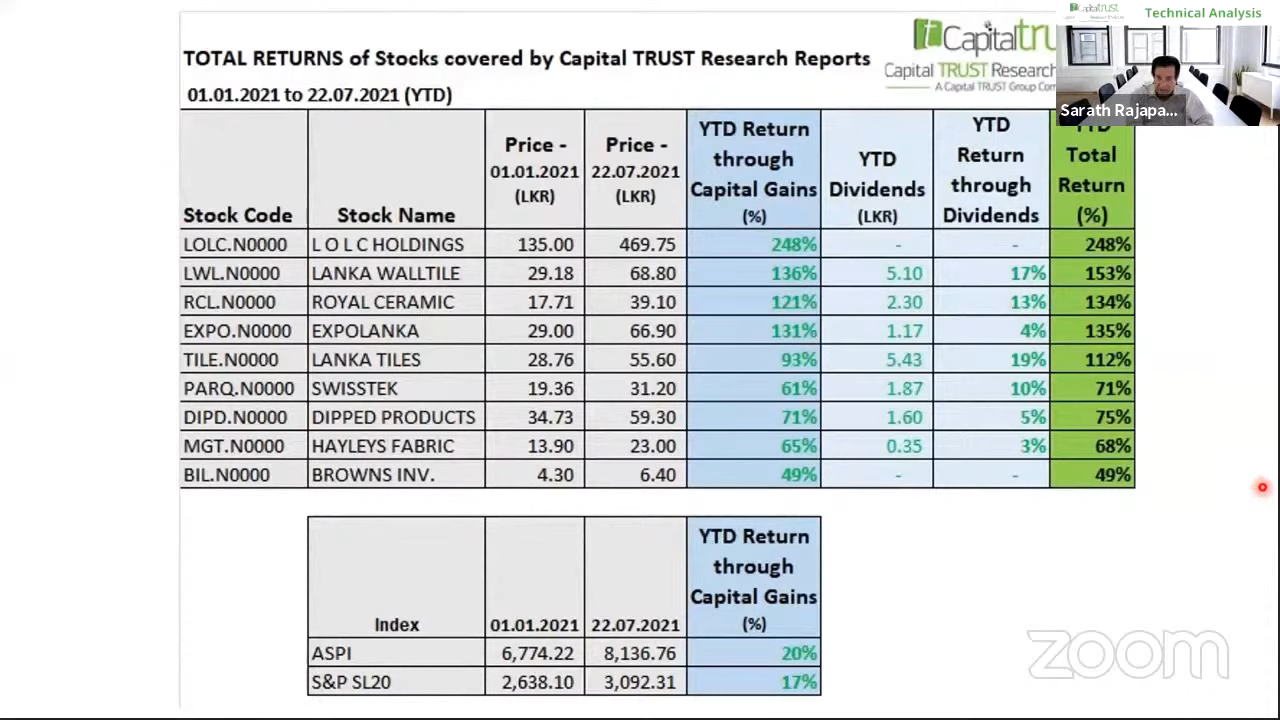 Capitaltrust
Technical Analysis
Sarath Rajapa...
TOTAL RETURNS of Stocks covered by Capital TRUST Research Reports
01.01.2021 to 22.07.2021 (YTD)
Capitaltru
Capital TRUST Research
A Capital TRUST Group Com
Stock Code Stock Name Price - 01.01.2021 (LKR) Price - 22.07.2021 (LKR) YTD Return through Capital Gains (%) YTD Dividends (LKR) YTD Return through Dividends YTD Total Return (%)
LOLC.N0000 L O L C HOLDINGS 135.00 469.75 248% - - 248%
LWL.N0000 LANKA WALLTILE 29.18 68.80 136% 5.10 17% 153%
RCL.N0000 ROYAL CERAMIC 17.71 39.10 121% 2.30 13% 134%
EXPO.N0000 EXPOLANKA 29.00 66.90 131% 1.17 4% 135%
TILE.N0000 LANKA TILES 28.76 55.60 93% 5.43 19% 112%
PARQ.N0000 SWISSTEK 19.36 31.20 61% 1.87 10% 71%
DIPD.N0000 DIPPED PRODUCTS 34.73 59.30 71% 1.60 5% 75%
MGT.N0000 HAYLEYS FABRIC 13.90 23.00 65% 0.35 3% 68%
BIL.N0000 BROWNS INV. 4.30 6.40 49% - - 49%
Index 01.01.2021 22.07.2021 YTD Return through Capital Gains (%)
ASPI 6,774.22 8,136.76 20%
S&P SL20 2,638.10 3,092.31 17%
zoom